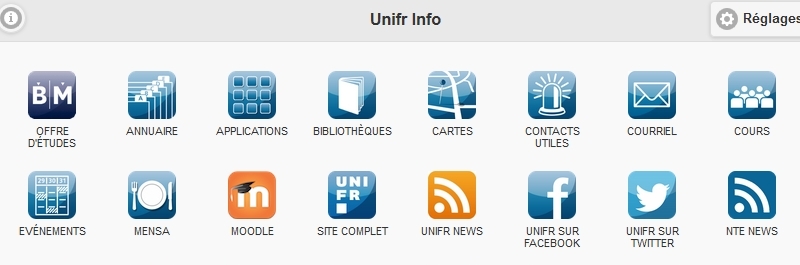 Unifr Info
Réglages
B M
OFFRE
D'ÉTUDES
ANNUAIRE
APPLICATIONS
BIBLIOTHÈQUES
CARTES
CONTACTS
UTILES
COURRIEL
COURS
29 30 31
EVÉNEMENTS
MENSA
m
MOODLE
UNI
FR
SITE COMPLET
UNIFR NEWS
f
UNIFR SUR
FACEBOOK
UNIFR SUR
TWITTER
NTE NEWS